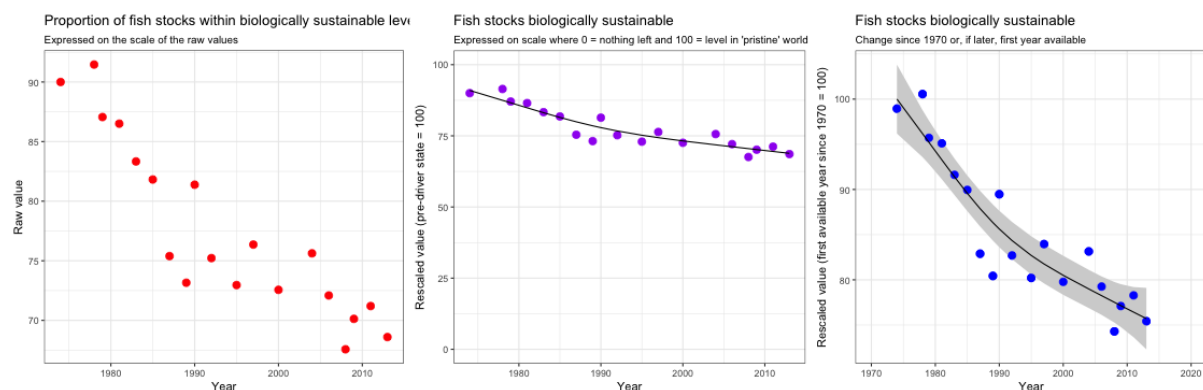 Proportion of fish stocks within biologically sustainable leve
Expressed on the scale of the raw values
Raw value
90
85
80
75
70
1980
1990
2000
2010
Year
Fish stocks biologically sustainable
Expressed on scale where 0 = nothing left and 100 = level in 'pristine' world
Rescaled value (pre-driver state = 100)
100
75
50
25
0
1980
1990
2000
2010
Year
Fish stocks biologically sustainable
Change since 1970 or, if later, first year available
Rescaled value (first available year since 1970 = 100)
100
90
80
1970
1980
1990
2000
2010
2020
Year